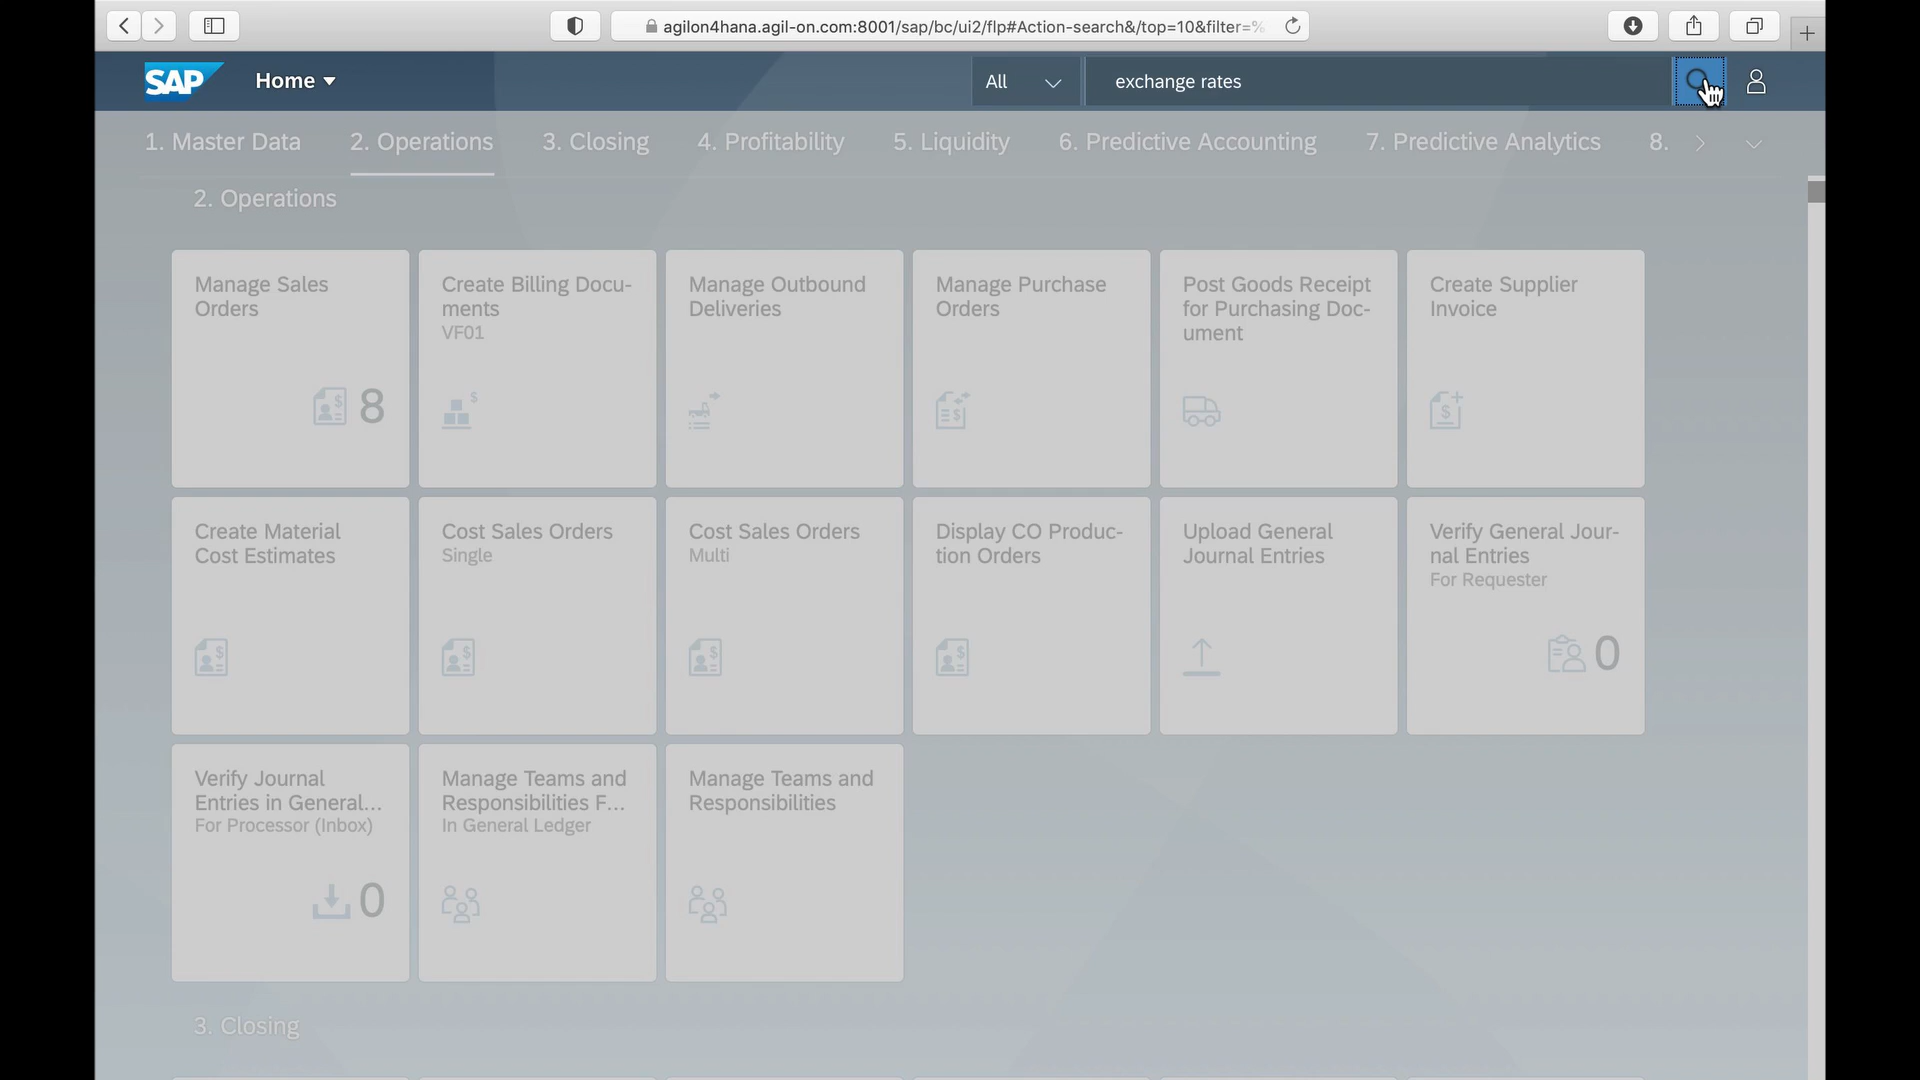 agilon4hana.agil-on.com:8001/sap/bc/ui2/flp#Action-search&/top=10&filter=%
SAP
Home
All
exchange rates
1. Master Data
2. Operations
3. Closing
4. Profitability
5. Liquidity
6. Predictive Accounting
7. Predictive Analytics
8.
2. Operations
Manage Sales
Orders
8
Create Billing Docu-
ments
VF01
Manage Outbound
Deliveries
Manage Purchase
Orders
Post Goods Receipt
for Purchasing Doc-
ument
Create Supplier
Invoice
Create Material
Cost Estimates
Cost Sales Orders
Single
Cost Sales Orders
Multi
Display CO Produc-
tion Orders
Upload General
Journal Entries
Verify General Jour-
nal Entries
For Requester
0
Verify Journal
Entries in General...
For Processor (Inbox)
0
Manage Teams and
Responsibilities F...
In General Ledger
Manage Teams and
Responsibilities
3. Closing